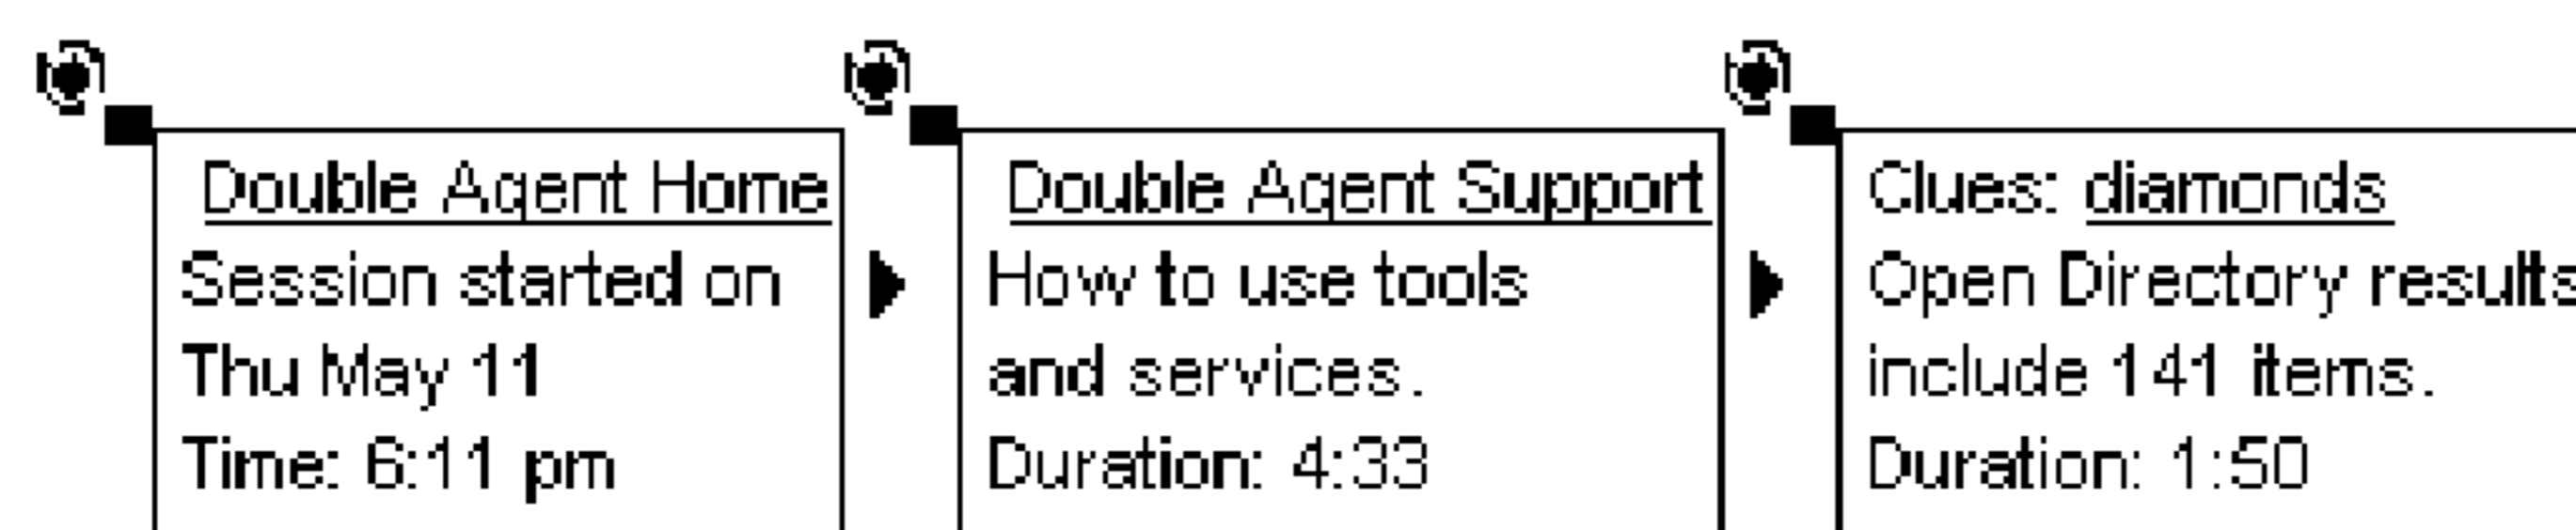 Double Agent Home
Session started on
Thu May 11
Time: 6:11 pm
Double Agent Support
How to use tools
and services.
Duration: 4:33
Clues: diamonds
Open Directory results
include 141 items.
Duration: 1:50